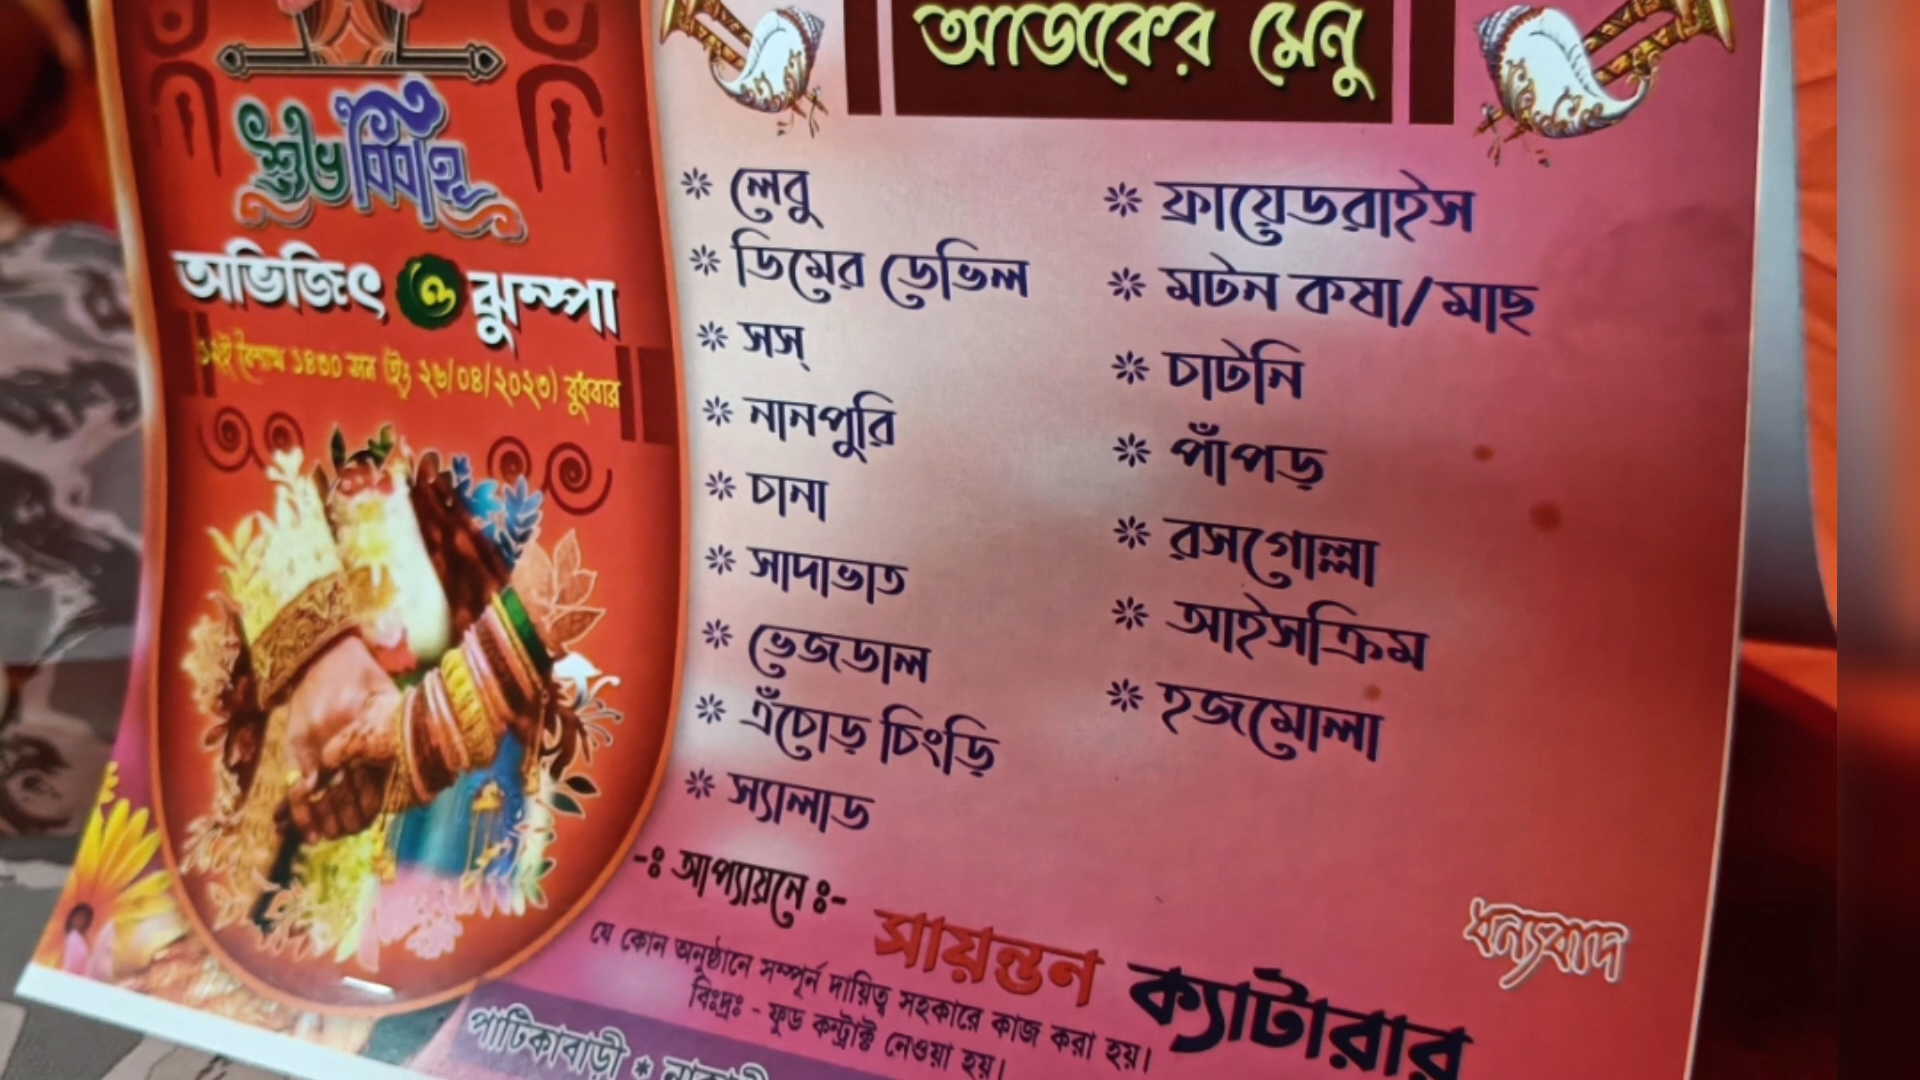 শুভ বিবাহ
অভিজিৎ ও ঝুম্পা
১২ই বৈশাখ ১৪৩০ সন (ইং ২৬/০৪/২০২৩) বুধবার
আজকের মেনু
লেবু
ডিমের ডেভিল
সস্
নানপুরি
চানা
সাদাভাত
ভেজডাল
এঁচোড় চিংড়ি
স্যালাড
ফ্রায়েডরাইস
মটন কষা/মাছ
চাটনি
পাঁপড়
রসগোল্লা
আইসক্রিম
হজমোলা
-ঃ আপ্যায়নে ঃ-
সায়ন্তন ক্যাটারার
ধন্যবাদ
যে কোন অনুষ্ঠানে সম্পূর্ন দায়িত্ব সহকারে কাজ করা হয়।
বিঃদ্রঃ - ফুড কন্ট্রাক্ট নেওয়া হয়।
পাটিকাবাড়ী *